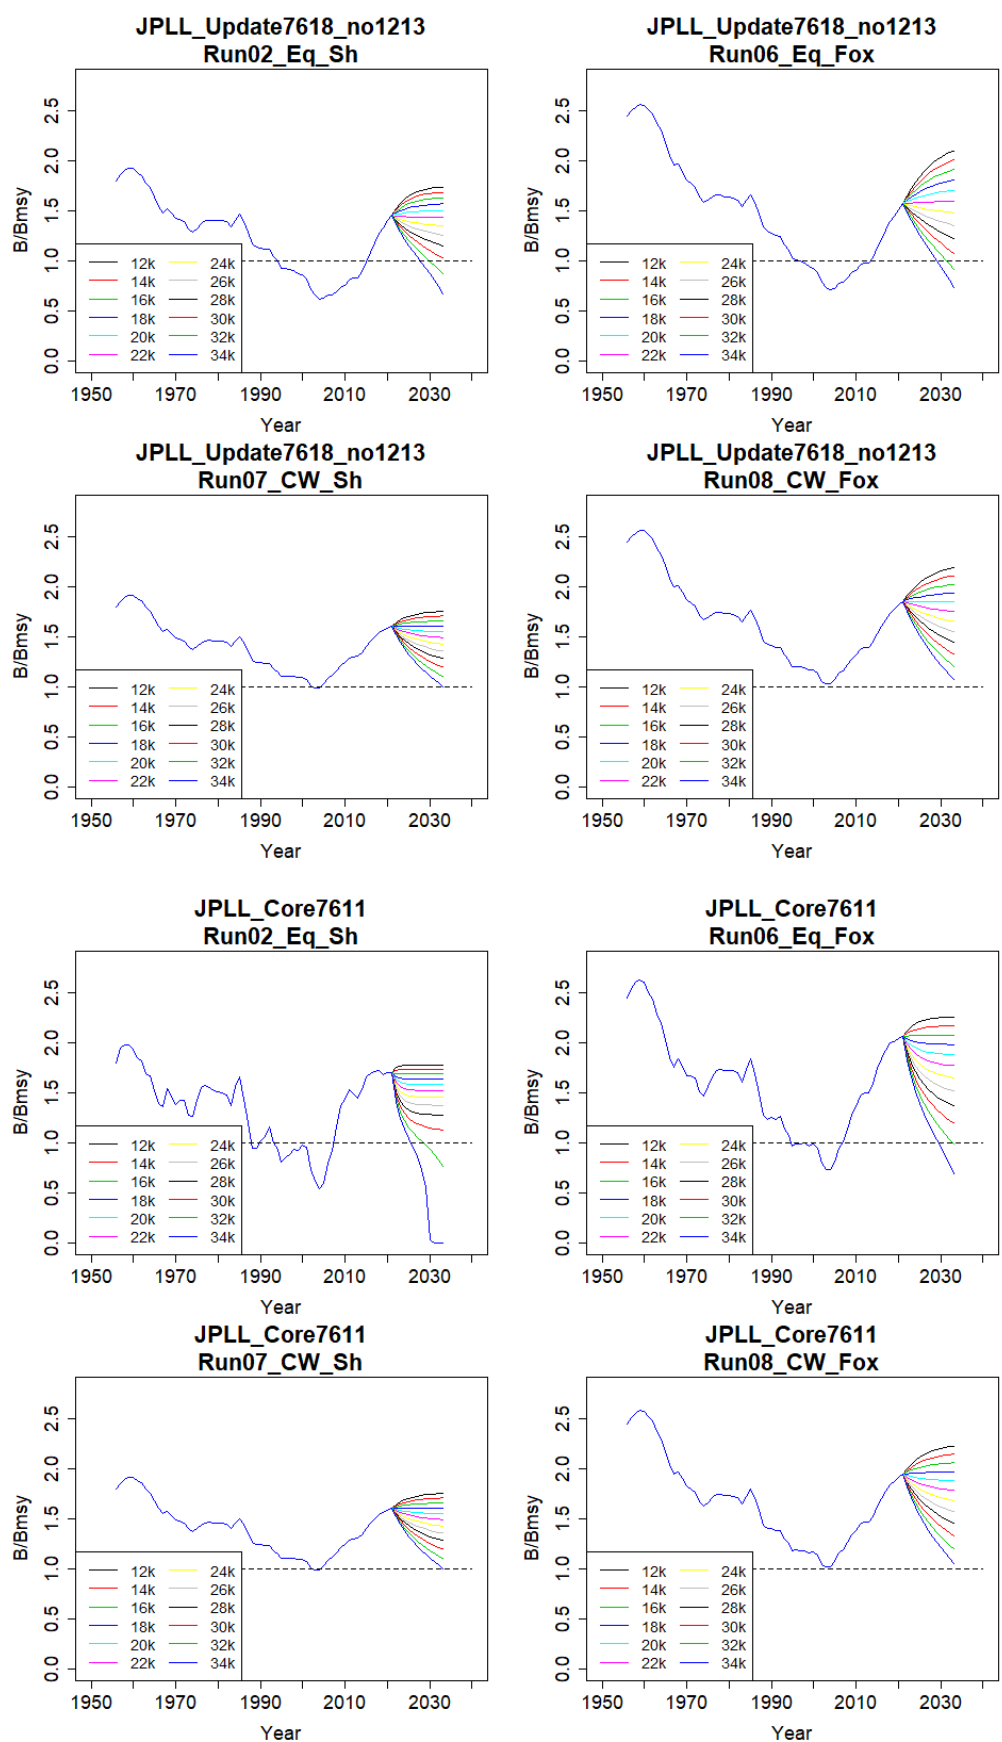 JPLL_Update7618_no1213
Run02_Eq_Sh
B/Bmsy
2.5
2.0
1.5
1.0
0.5
0.0
12k 24k
14k 26k
16k 28k
18k 30k
20k 32k
22k 34k
1950 1970 1990 2010 2030
Year
JPLL_Update7618_no1213
Run06_Eq_Fox
B/Bmsy
2.5
2.0
1.5
1.0
0.5
0.0
12k 24k
14k 26k
16k 28k
18k 30k
20k 32k
22k 34k
1950 1970 1990 2010 2030
Year
JPLL_Update7618_no1213
Run07_CW_Sh
B/Bmsy
2.5
2.0
1.5
1.0
0.5
0.0
12k 24k
14k 26k
16k 28k
18k 30k
20k 32k
22k 34k
1950 1970 1990 2010 2030
Year
JPLL_Update7618_no1213
Run08_CW_Fox
B/Bmsy
2.5
2.0
1.5
1.0
0.5
0.0
12k 24k
14k 26k
16k 28k
18k 30k
20k 32k
22k 34k
1950 1970 1990 2010 2030
Year
JPLL_Core7611
Run02_Eq_Sh
B/Bmsy
2.5
2.0
1.5
1.0
0.5
0.0
12k 24k
14k 26k
16k 28k
18k 30k
20k 32k
22k 34k
1950 1970 1990 2010 2030
Year
JPLL_Core7611
Run06_Eq_Fox
B/Bmsy
2.5
2.0
1.5
1.0
0.5
0.0
12k 24k
14k 26k
16k 28k
18k 30k
20k 32k
22k 34k
1950 1970 1990 2010 2030
Year
JPLL_Core7611
Run07_CW_Sh
B/Bmsy
2.5
2.0
1.5
1.0
0.5
0.0
12k 24k
14k 26k
16k 28k
18k 30k
20k 32k
22k 34k
1950 1970 1990 2010 2030
Year
JPLL_Core7611
Run08_CW_Fox
B/Bmsy
2.5
2.0
1.5
1.0
0.5
0.0
12k 24k
14k 26k
16k 28k
18k 30k
20k 32k
22k 34k
1950 1970 1990 2010 2030
Year